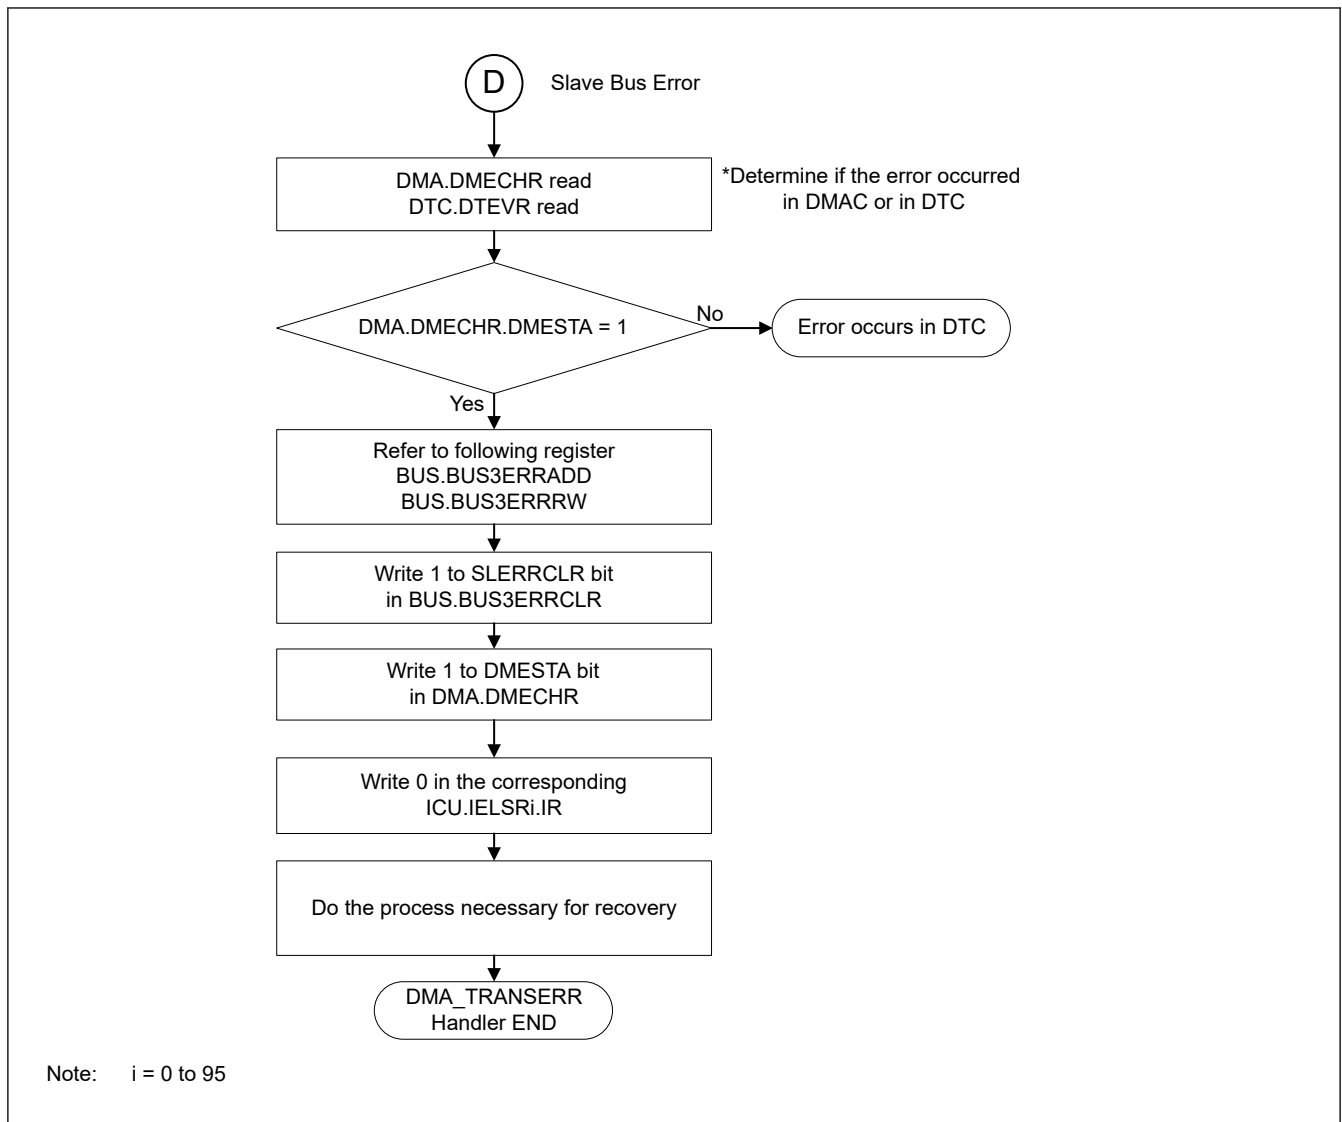 D
Slave Bus Error
DMA.DMECHR read
DTC.DTEVR read
*Determine if the error occurred
in DMAC or in DTC
DMA.DMECHR.DMESTA = 1
No
Error occurs in DTC
Yes
Refer to following register
BUS.BUS3ERRADD
BUS.BUS3ERRRW
Write 1 to SLERRCLR bit
in BUS.BUS3ERRCLR
Write 1 to DMESTA bit
in DMA.DMECHR
Write 0 in the corresponding
ICU.IELSRi.IR
Do the process necessary for recovery
DMA_TRANSERR
Handler END
Note: i = 0 to 95